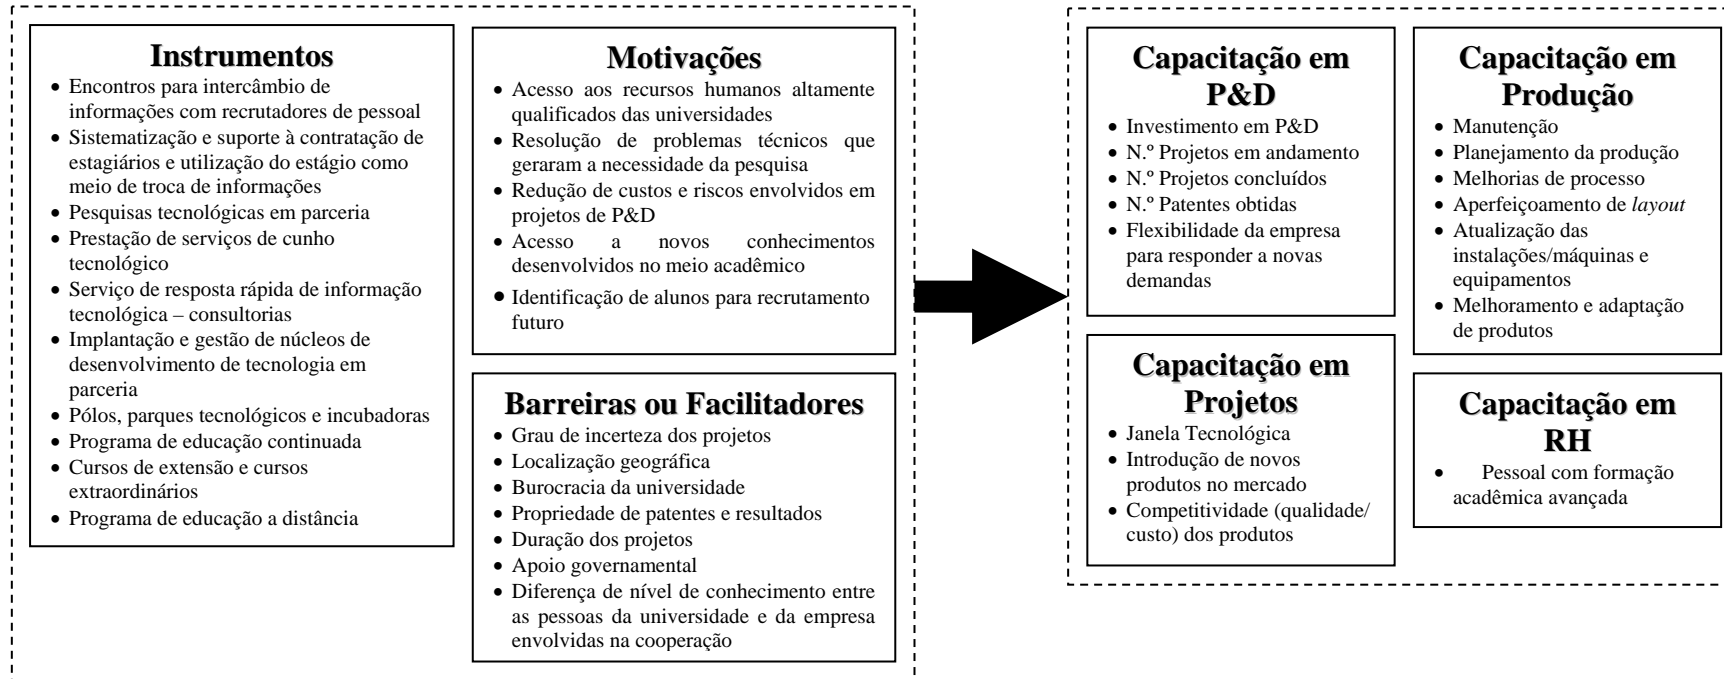 Instrumentos
• Encontros para intercâmbio de
informações com recrutadores de pessoal
• Sistematização e suporte à contratação de
estagiários e utilização do estágio como
meio de troca de informações
• Pesquisas tecnológicas em parceria
• Prestação de serviços de cunho
tecnológico
• Serviço de resposta rápida de informação
tecnológica – consultorias
• Implantação e gestão de núcleos de
desenvolvimento de tecnologia em
parceria
• Pólos, parques tecnológicos e incubadoras
• Programa de educação continuada
• Cursos de extensão e cursos
extraordinários
• Programa de educação a distância
Motivações
• Acesso aos recursos humanos altamente
qualificados das universidades
• Resolução de problemas técnicos que
geraram a necessidade da pesquisa
• Redução de custos e riscos envolvidos em
projetos de P&D
• Acesso a novos conhecimentos
desenvolvidos no meio acadêmico
• Identificação de alunos para recrutamento
futuro
Barreiras ou Facilitadores
• Grau de incerteza dos projetos
• Localização geográfica
• Burocracia da universidade
• Propriedade de patentes e resultados
• Duração dos projetos
• Apoio governamental
• Diferença de nível de conhecimento entre
as pessoas da universidade e da empresa
envolvidas na cooperação
Capacitação em
P&D
• Investimento em P&D
• N.º Projetos em andamento
• N.º Projetos concluídos
• N.º Patentes obtidas
• Flexibilidade da empresa
para responder a novas
demandas
Capacitação em
Produção
• Manutenção
• Planejamento da produção
• Melhorias de processo
• Aperfeiçoamento de layout
• Atualização das
instalações/máquinas e
equipamentos
• Melhoramento e adaptação
de produtos
Capacitação em
Projetos
• Janela Tecnológica
• Introdução de novos
produtos no mercado
• Competitividade (qualidade/
custo) dos produtos
Capacitação em
RH
• Pessoal com formação
acadêmica avançada